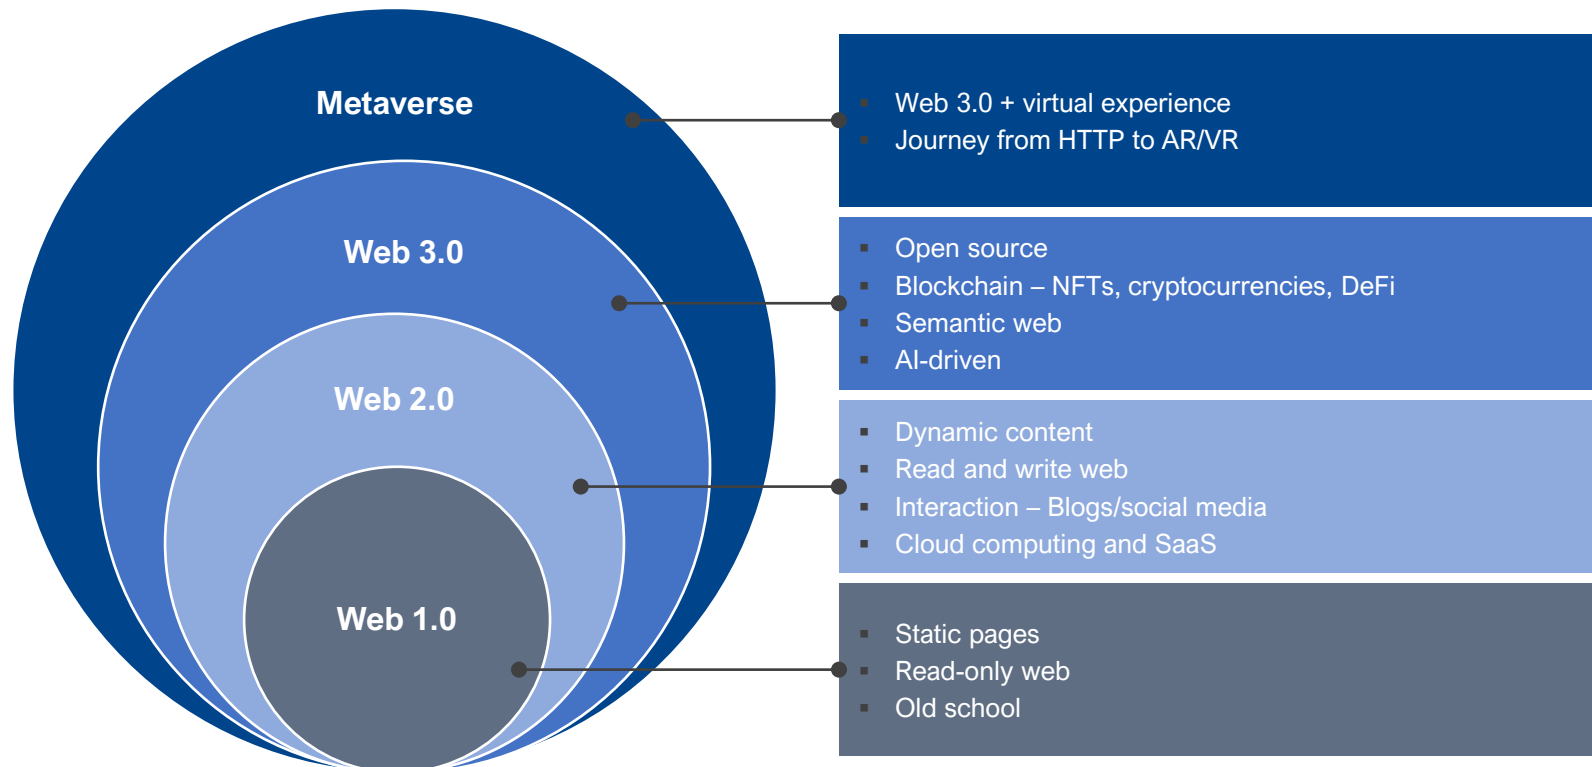 Metaverse
▪ Web 3.0 + virtual experience
▪ Journey from HTTP to AR/VR
Web 3.0
▪ Open source
▪ Blockchain – NFTs, cryptocurrencies, DeFi
▪ Semantic web
▪ AI-driven
Web 2.0
▪ Dynamic content
▪ Read and write web
▪ Interaction – Blogs/social media
▪ Cloud computing and SaaS
Web 1.0
▪ Static pages
▪ Read-only web
▪ Old school